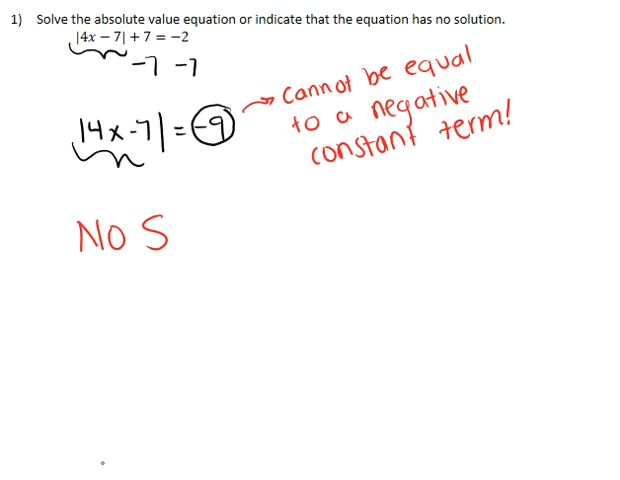 1) Solve the absolute value equation or indicate that the equation has no solution.
|4x – 7| + 7 = –2
-7 -7
|4x-7| = -9
cannot be equal
to a negative
constant term!
No S